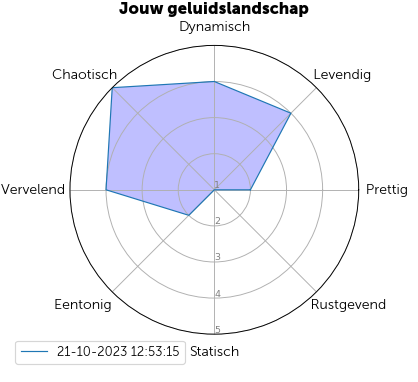 Jouw geluidslandschap
Dynamisch
Chaotisch
Levendig
Vervelend
1
Prettig
2
3
4
Eentonig
Rustgevend
5
21-10-2023 12:53:15
Statisch